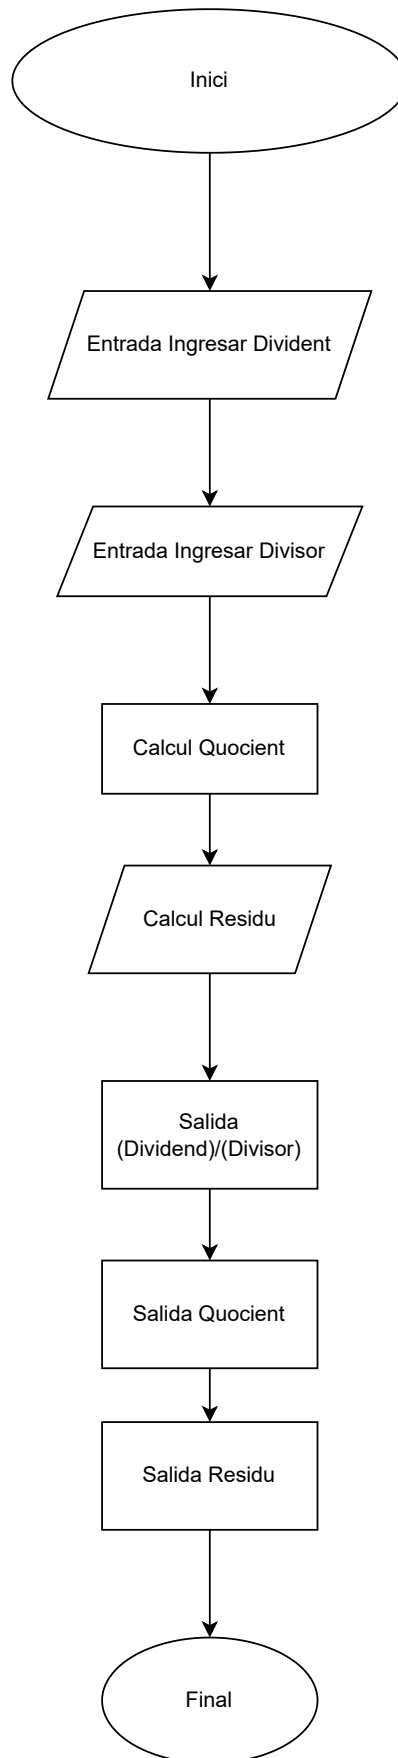 Inici
Entrada Ingresar Divident
Entrada Ingresar Divisor
Calcul Quocient
Calcul Residu
Salida
(Dividend)/(Divisor)
Salida Quocient
Salida Residu
Final